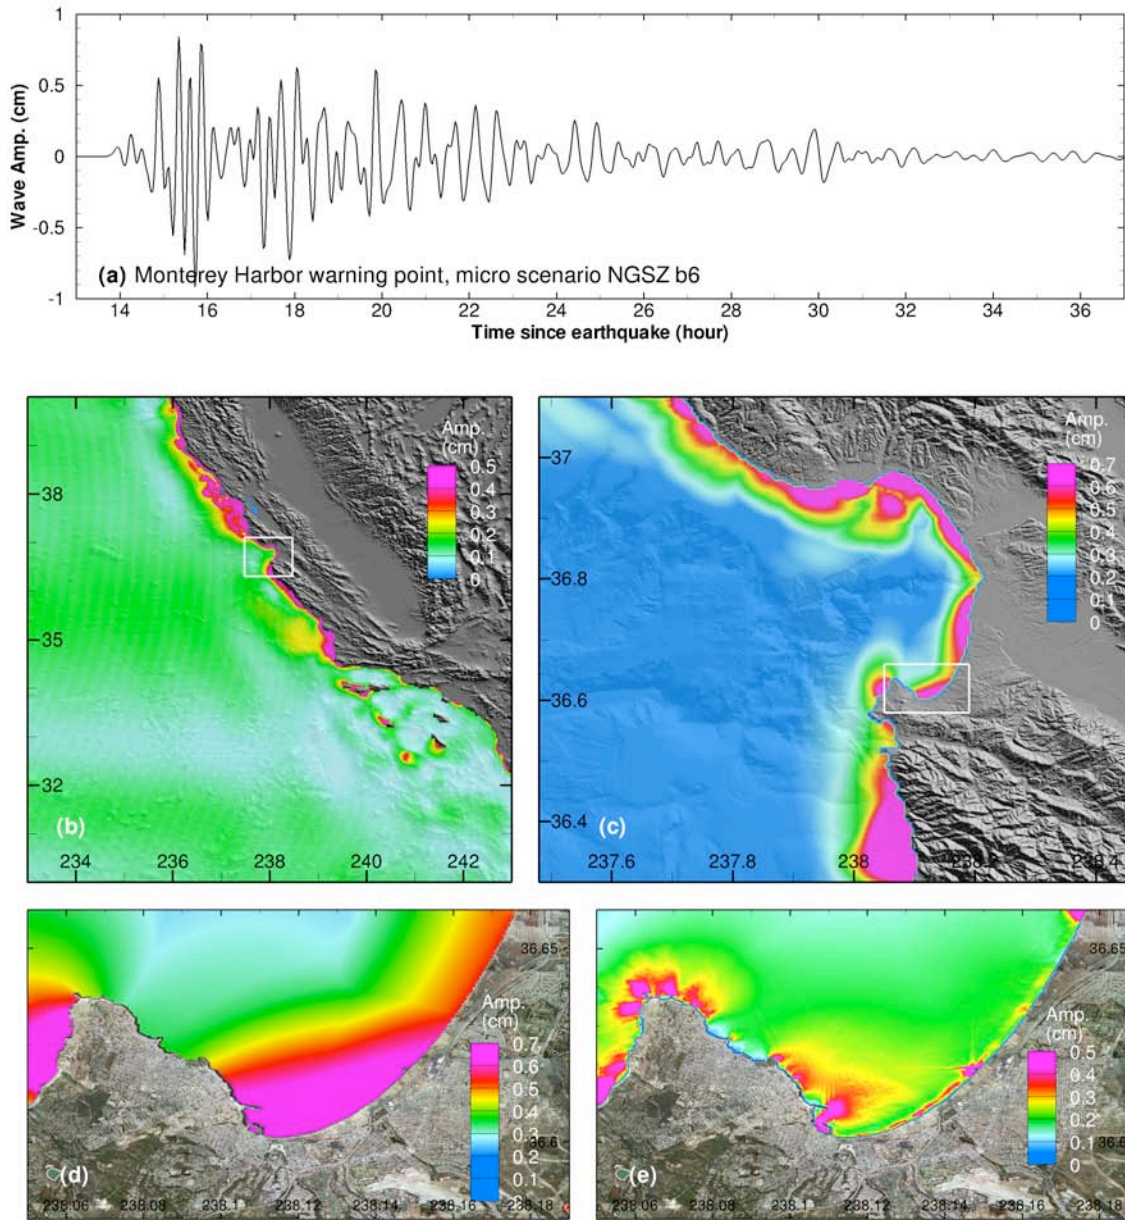 1
0.5
0
-0.5
-1
Wave Amp. (cm)
(a) Monterey Harbor warning point, micro scenario NGSZ b6
14 16 18 20 22 24 26 28 30 32 34 36
Time since earthquake (hour)
Amp.
(cm)
0.5
0.4
0.3
0.2
0.1
0
38
35
32
(b)
234 236 238 240 242
Amp.
(cm)
0.7
0.6
0.5
0.4
0.3
0.2
0.1
0
37
36.8
36.6
36.4
(c)
237.6 237.8 238 238.2 238.4
Amp.
(cm)
0.7
0.6
0.5
0.4
0.3
0.2
0.1
0
36.65
36.6
(d)
238.06 238.08 238.1 238.12 238.14 238.16 238.18
Amp.
(cm)
0.5
0.4
0.3
0.2
0.1
0
36.65
36.6
(e)
238.06 238.08 238.1 238.12 238.14 238.16 238.18